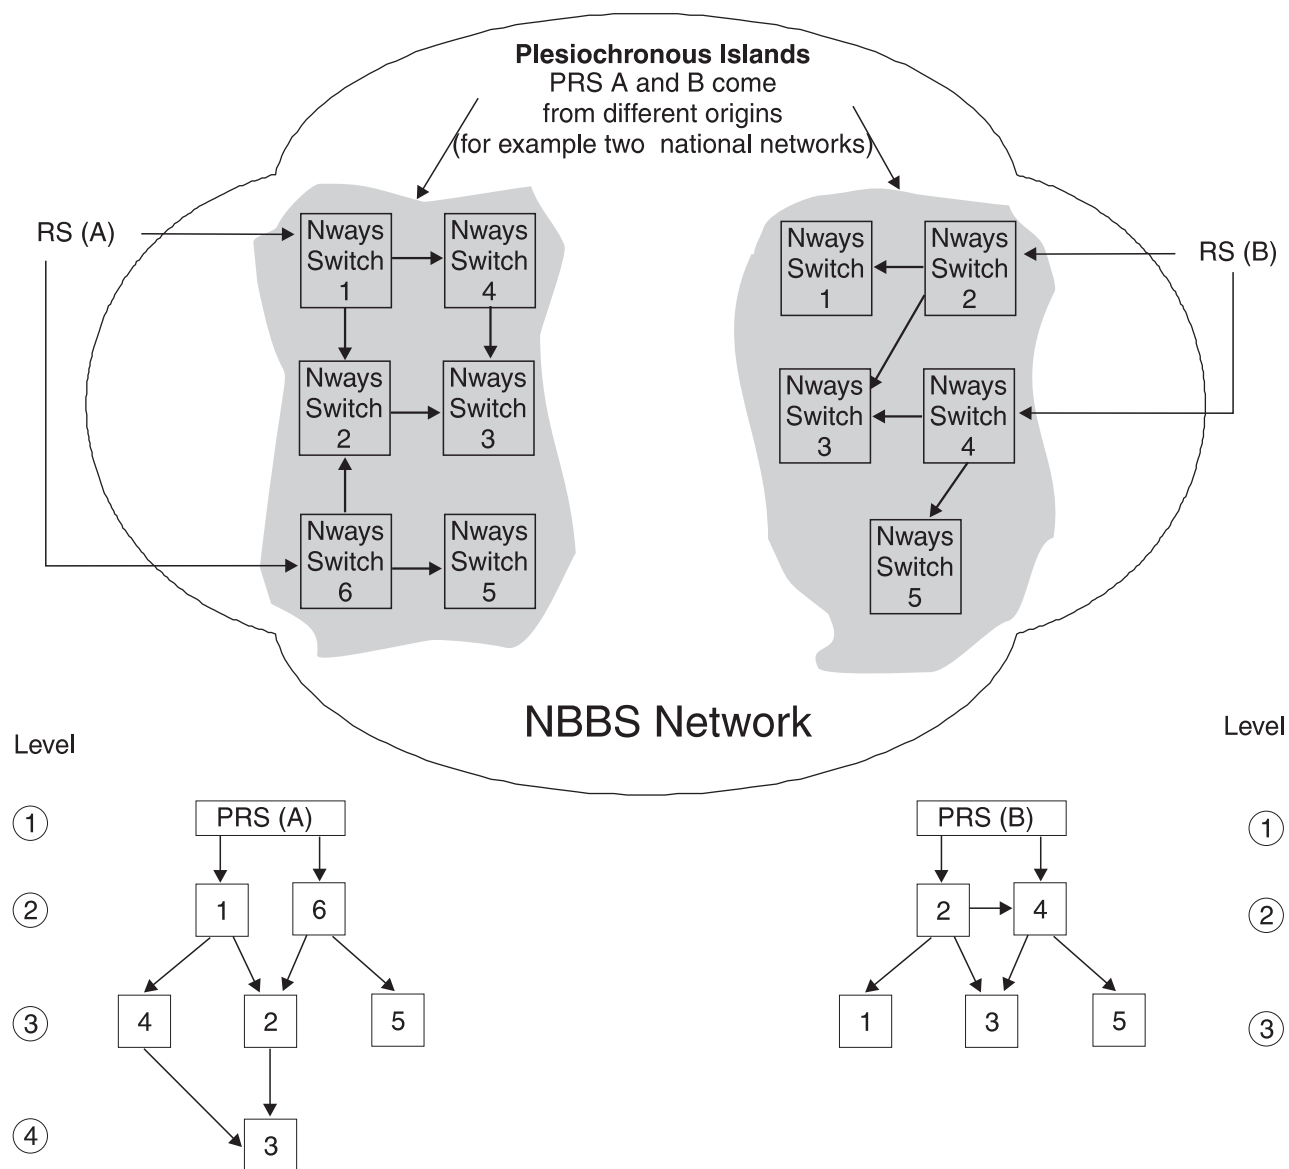 Plesiochronous Islands
PRS A and B come
from different origins
(for example two national networks)
RS (A)
Nways
Switch
1
Nways
Switch
4
Nways
Switch
2
Nways
Switch
3
Nways
Switch
6
Nways
Switch
5
Nways
Switch
1
Nways
Switch
2
RS (B)
Nways
Switch
3
Nways
Switch
4
Nways
Switch
5
NBBS Network
Level
1
PRS (A)
2
1
6
3
4
2
5
4
3
Level
PRS (B)
1
2
4
2
1
3
5
3